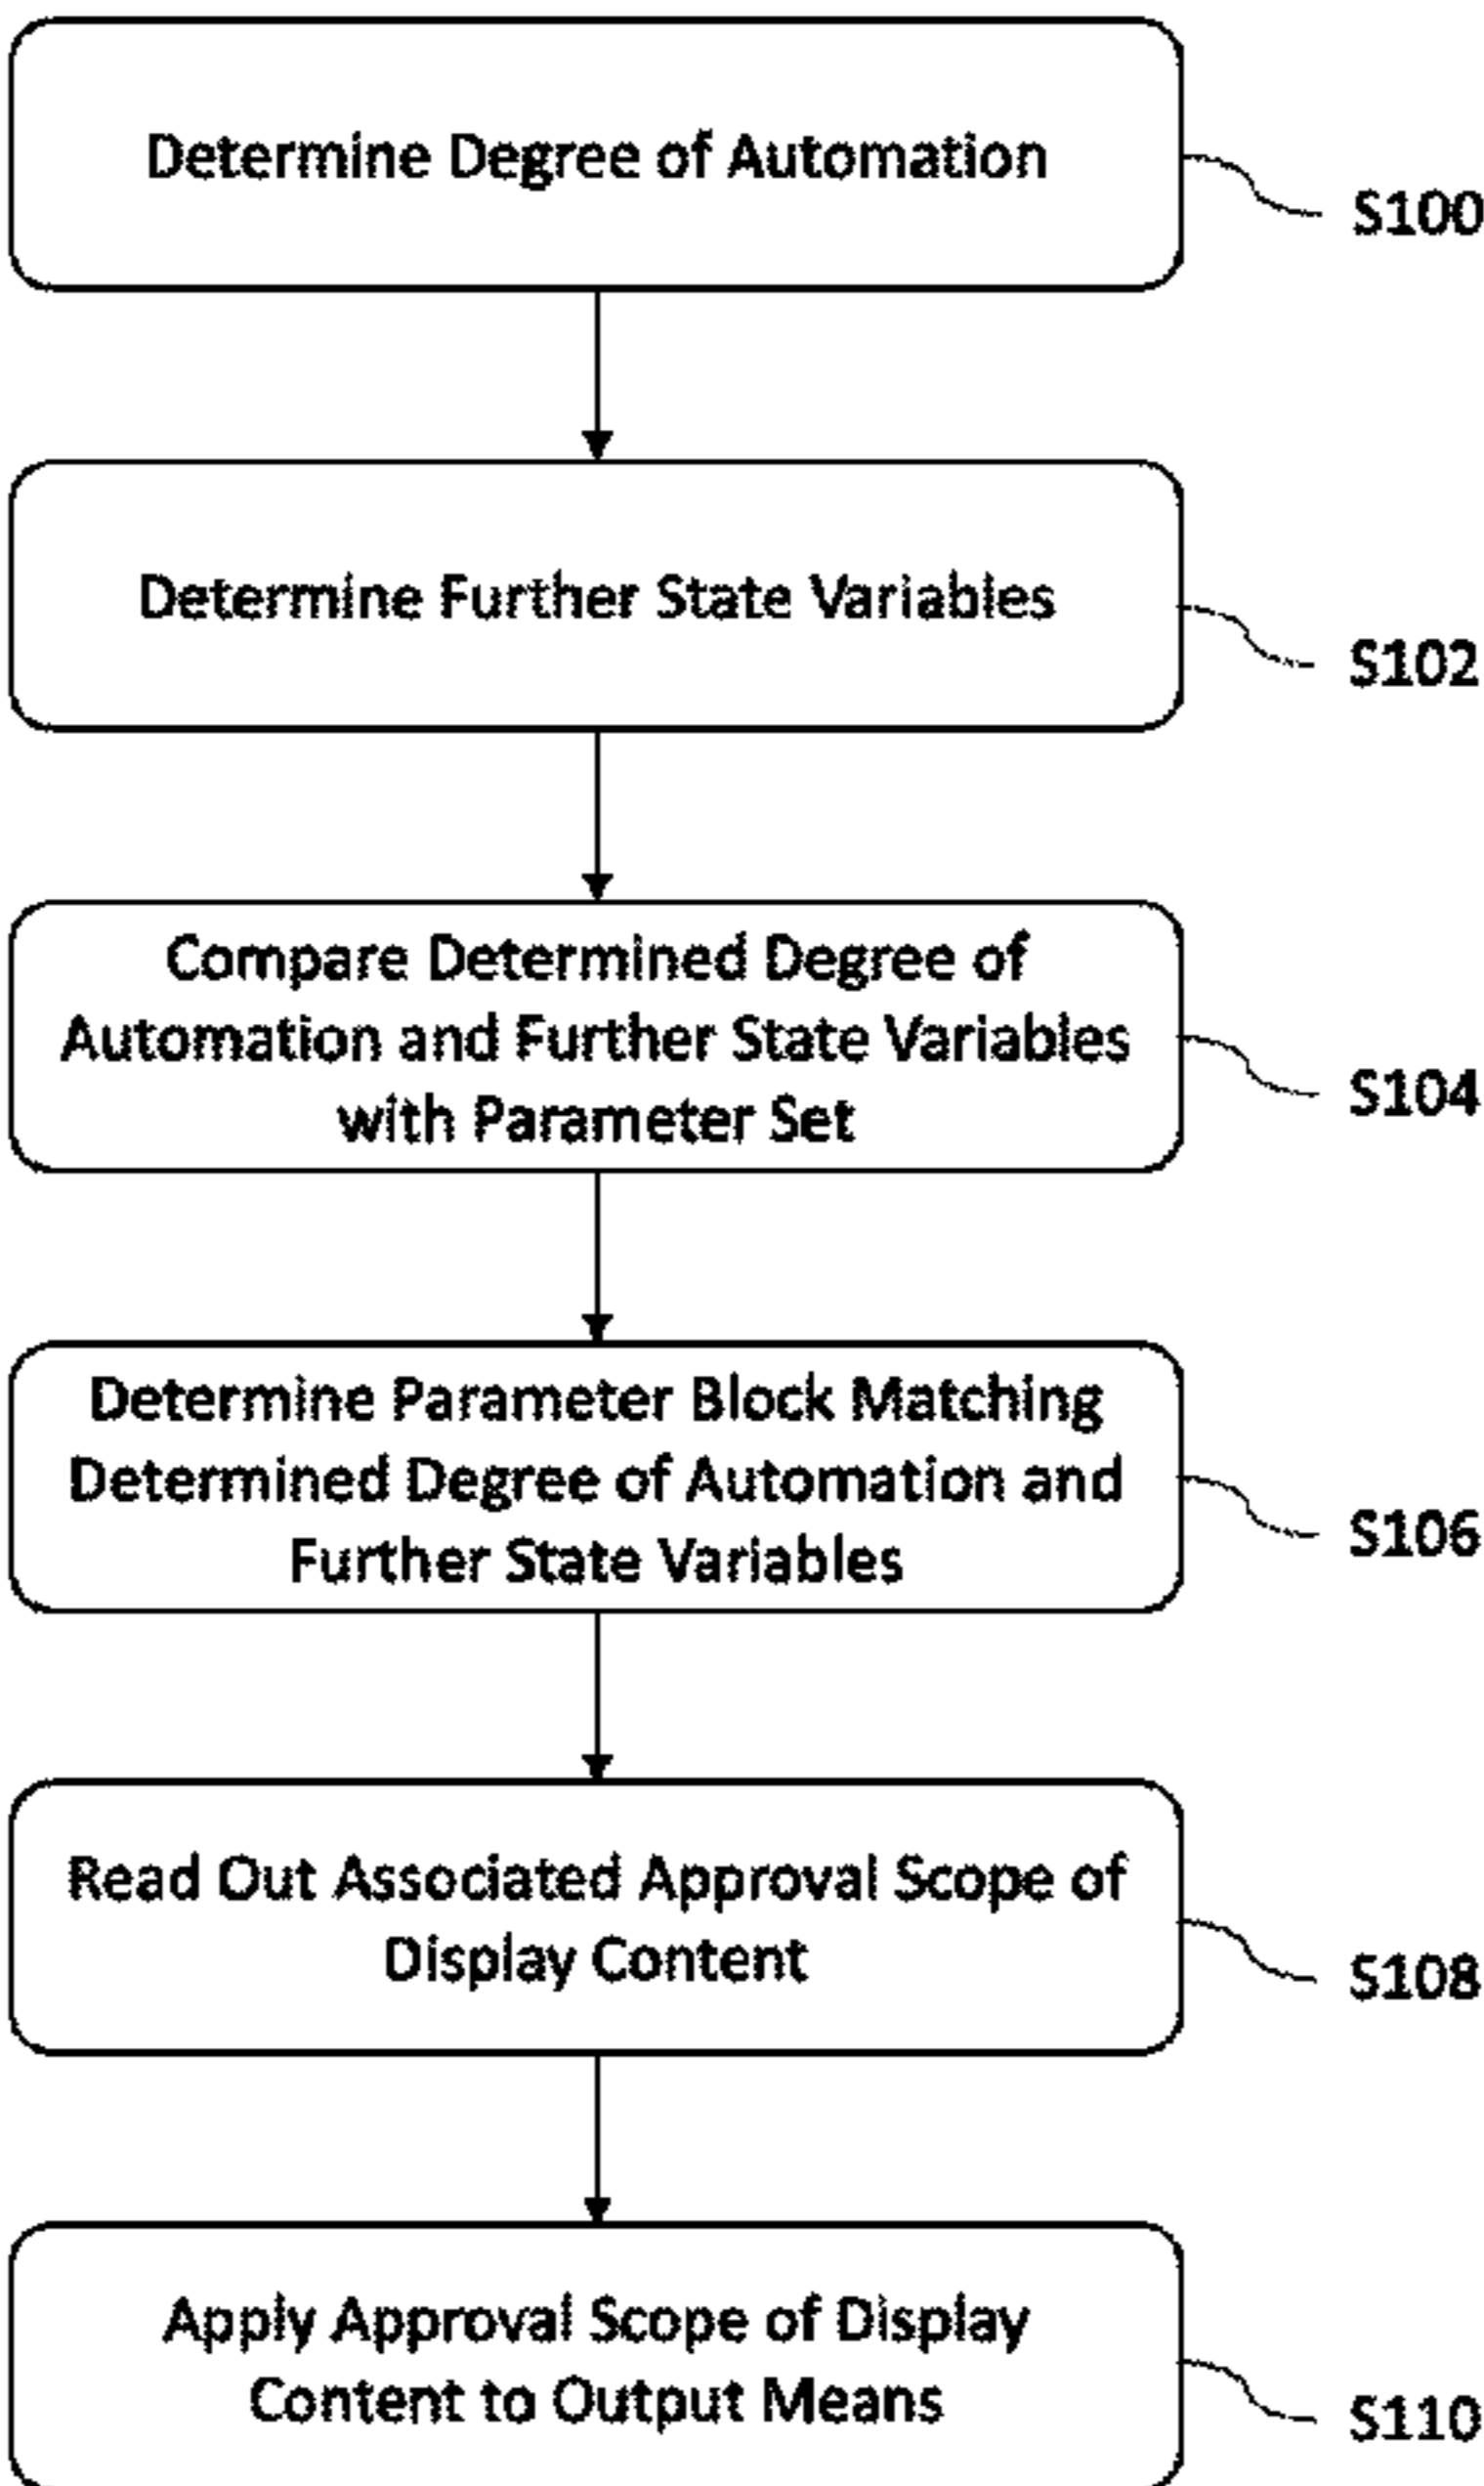 Determine Degree of Automation
S100
Determine Further State Variables
S102
Compare Determined Degree of
Automation and Further State Variables
with Parameter Set
S104
Determine Parameter Block Matching
Determined Degree of Automation and
Further State Variables
S106
Read Out Associated Approval Scope of
Display Content
S108
Apply Approval Scope of Display
Content to Output Means
S110